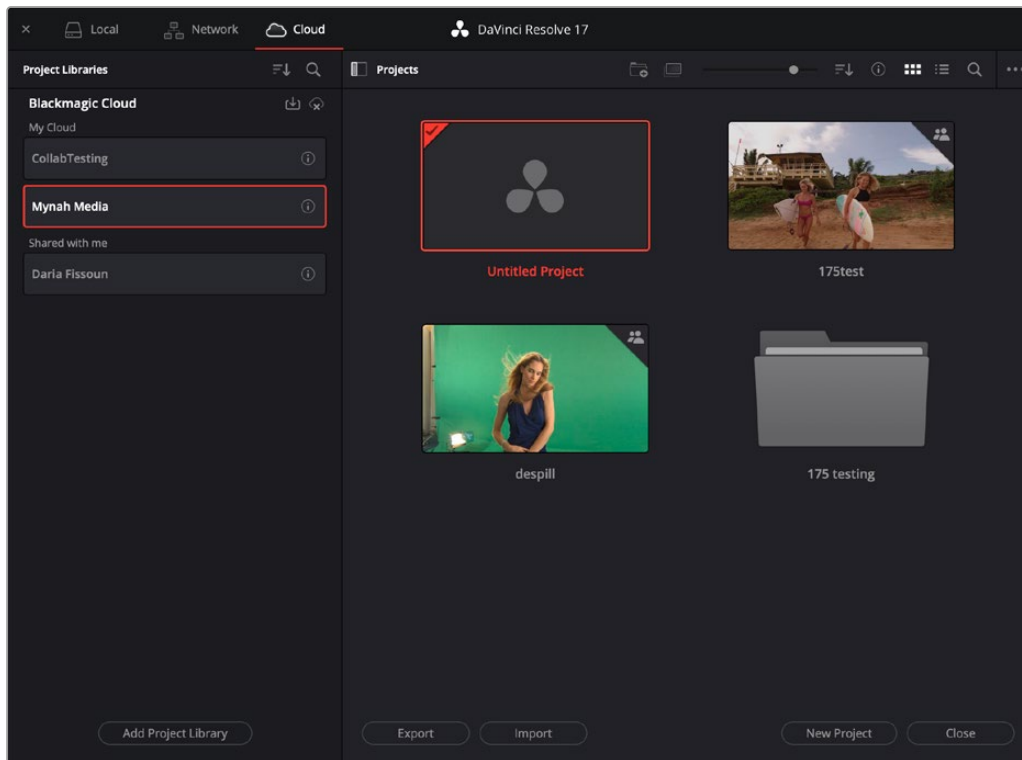 Local
Network
Cloud
DaVinci Resolve 17
Project Libraries
Projects
Blackmagic Cloud
My Cloud
CollabTesting
Mynah Media
Shared with me
Daria Fissoun
Untitled Project
175test
despill
175 testing
Add Project Library
Export
Import
New Project
Close